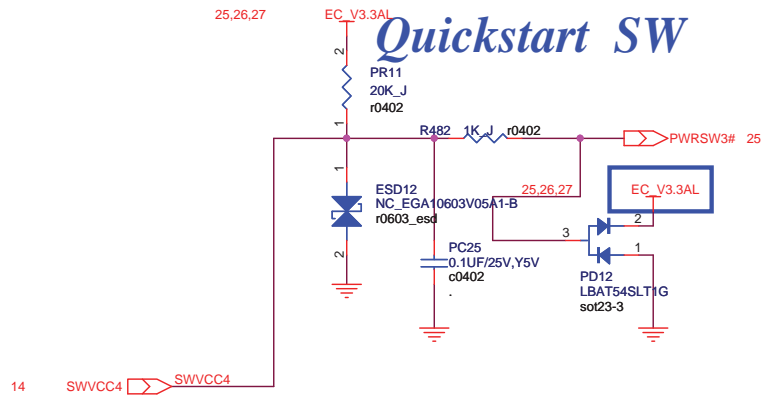 25,26,27 EC_V3.3AL
Quickstart SW
2
PR11
20K_J
r0402
1
R482 1K_J r0402
PWRSW3# 25
1
ESD12
NC_EGA10603V05A1-B
r0603_esd
2
25,26,27
EC_V3.3AL
2
3
1
PC25
0.1UF/25V,Y5V
c0402
.
PD12
LBAT54SLT1G
sot23-3
14 SWVCC4 SWVCC4